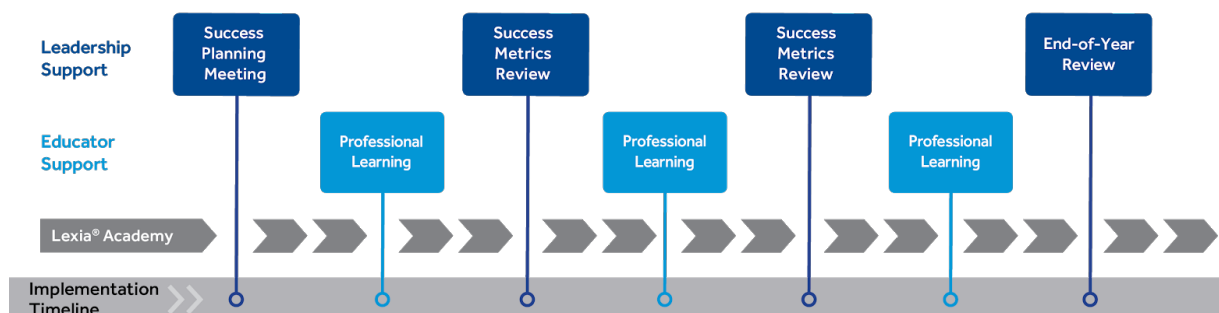 Leadership
Support
Success
Planning
Meeting
Success
Metrics
Review
Success
Metrics
Review
End-of-Year
Review
Educator
Support
Professional
Learning
Professional
Learning
Professional
Learning
Lexia® Academy
Implementation
Timeline